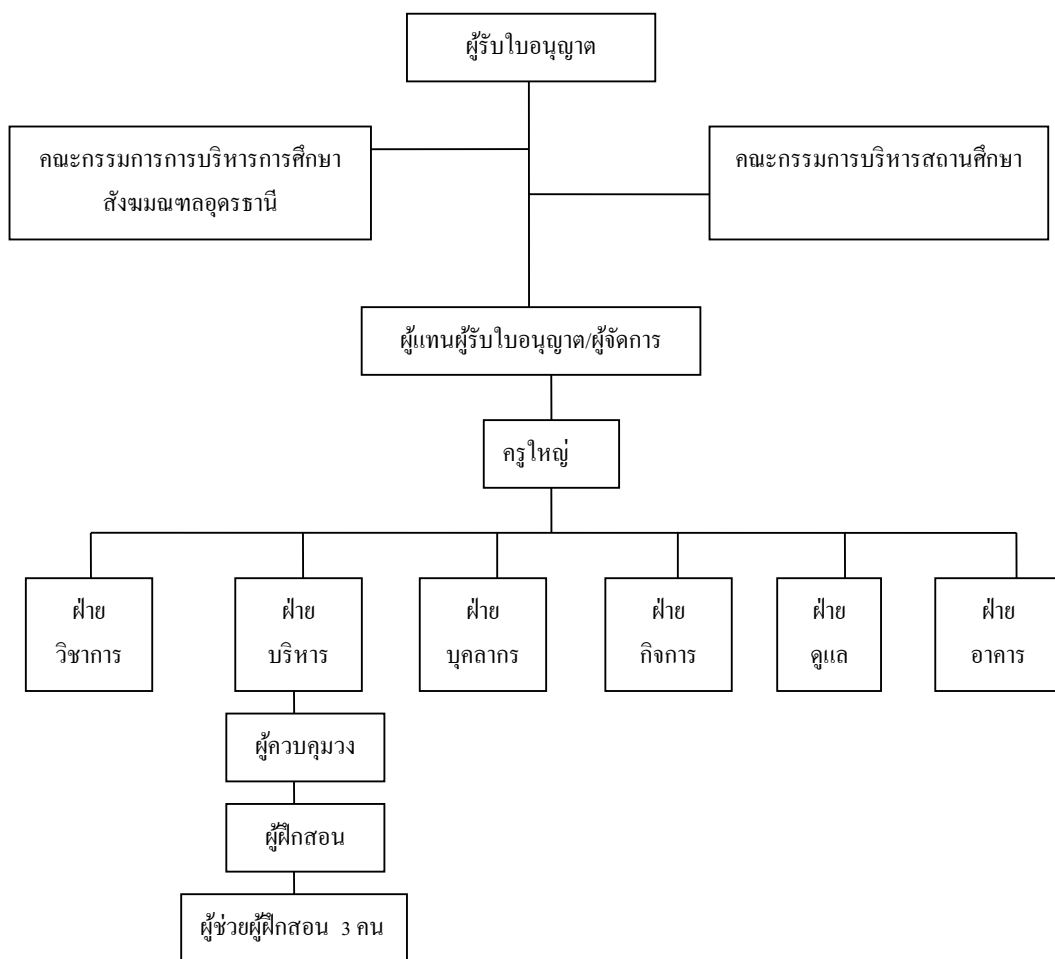 ผู้รับใบอนุญาต
คณะกรรมการการบริหารการศึกษา
สังฆมณฑลอุดรธานี
คณะกรรมการบริหารสถานศึกษา
ผู้แทนผู้รับใบอนุญาต/ผู้จัดการ
ครูใหญ่
ฝ่าย
วิชาการ
ฝ่าย
บริหาร
ฝ่าย
บุคลากร
ฝ่าย
กิจการ
ฝ่าย
ดูแล
ฝ่าย
อาคาร
ผู้ควบคุมวง
ผู้ฝึกสอน
ผู้ช่วยผู้ฝึกสอน 3 คน